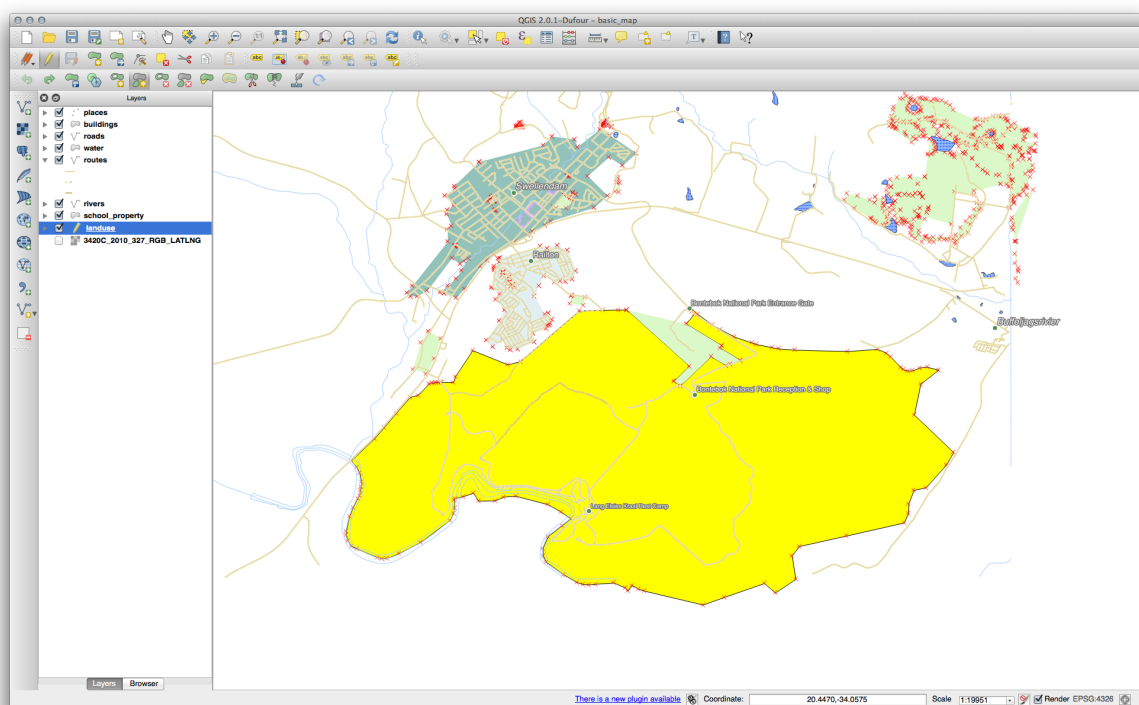 QGIS 2.0.1-Dufour - basic_map
Layers
places
buildings
roads
water
routes
rivers
school_property
landuse
3420C_2010_327_RGB_LATLNG
Swellendam
Railton
Bontebok National Park Entrance Gate
Buffeljagsrivier
Bontebok National Park Reception & Shop
Lang Elsies Kraal Rest Camp
Layers
Browser
There is a new plugin available
Coordinate:
20.4470,-34.0575
Scale
1:19951
Render
EPSG:4326